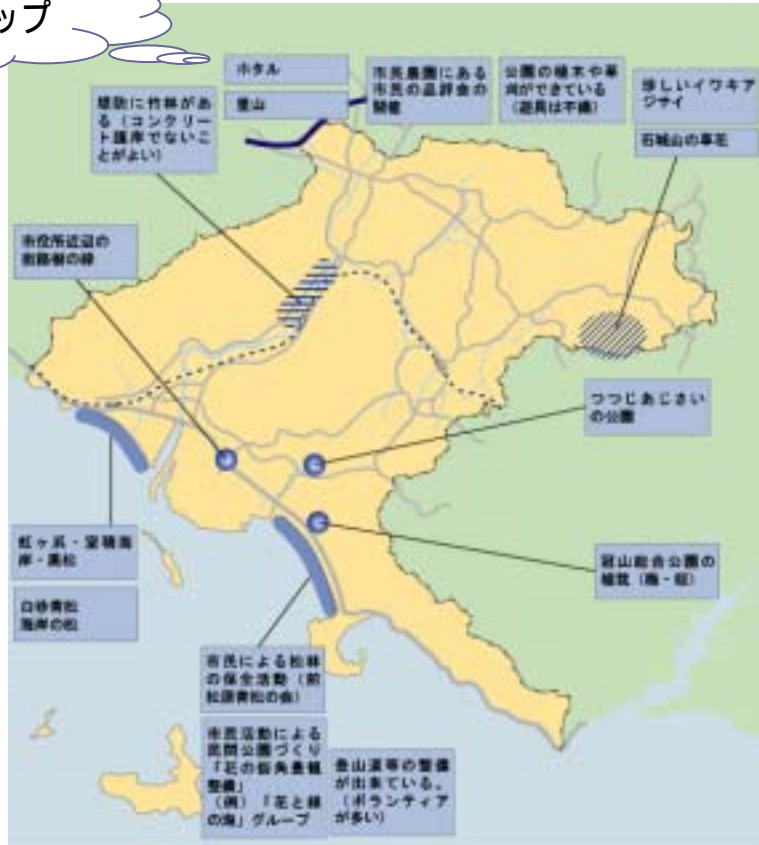 ップ
ホタル
里山
市民農園にある
市民の品評会の
開催
公園の植木や草
刈ができている
（遊具は不備）
珍しいイワキア
ジサイ
石城山の草花
堤防に竹林があ
る（コンクリー
ト護岸でないこ
とがよい）
市役所近辺の
街路樹の緑
つつじあじさい
の公園
虹ヶ浜・室積海
岸・黒松
白砂青松
海岸の松
冠山総合公園の
植栽（梅・桜）
市民による松林
の保全活動（前
松原青松の会）
市民活動による
民間公園づくり
「花の街角景観
整備」
（例）「花と緑
の海」グループ
登山道等の整備
が出来ている。
（ボランティア
が多い）